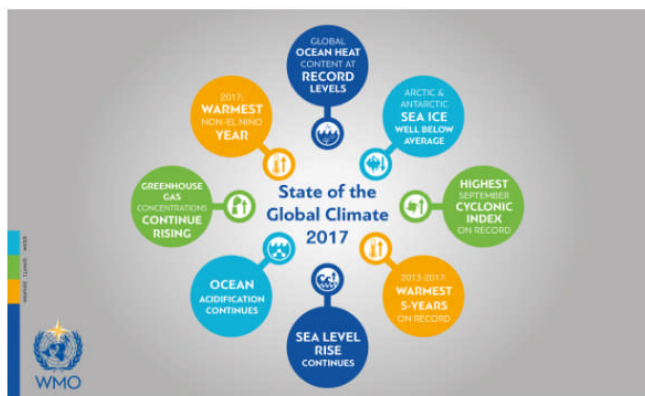 GLOBAL
OCEAN HEAT
CONTENT AT
RECORD
LEVELS
ARCTIC &
ANTARCTIC
SEA ICE
WELL BELOW
AVERAGE
HIGHEST
SEPTEMBER
CYCLONIC
INDEX
ON RECORD
2013-2017:
WARMEST
5-YEARS
ON RECORD
SEA LEVEL
RISE
CONTINUES
OCEAN
ACIDIFICATION
CONTINUES
GREENHOUSE
GAS
CONCENTRATIONS
CONTINUE
RISING
2017:
WARMEST
NON-EL NIÑO
YEAR
State of the
Global Climate
2017
WMO